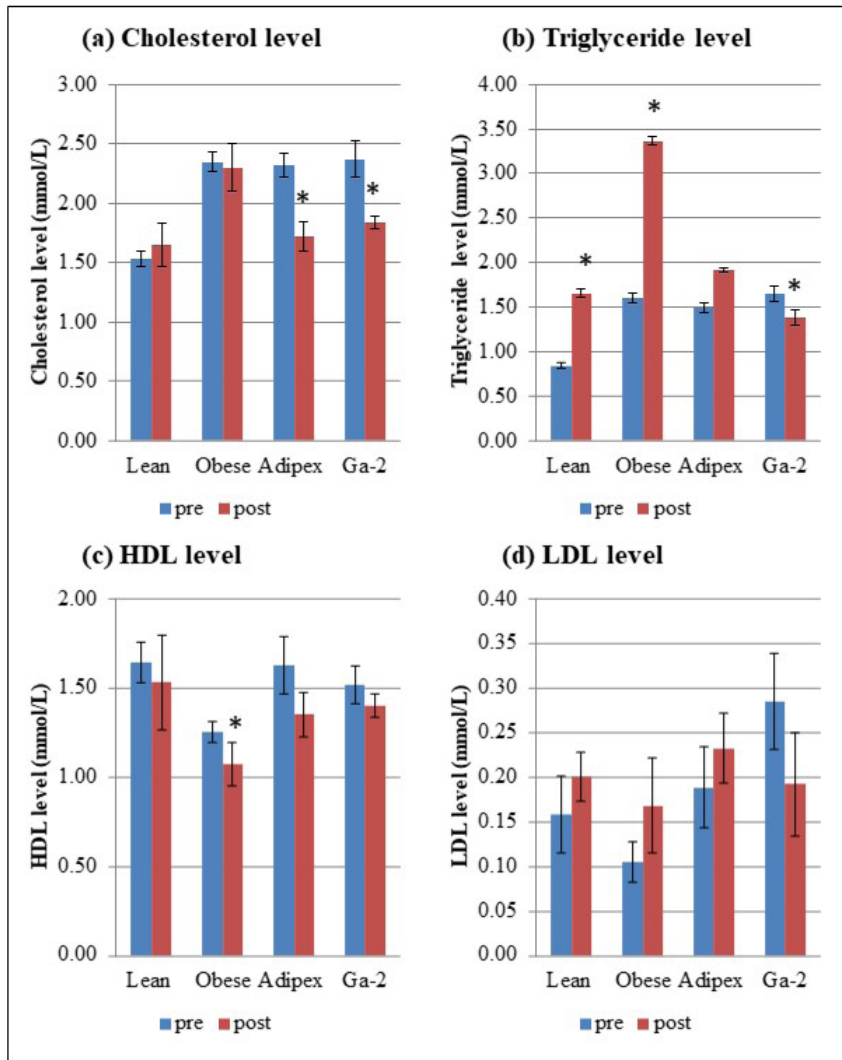 (a) Cholesterol level
Cholesterol level (mmol/L)
3.00
2.50
2.00
1.50
1.00
0.50
0.00
*
*
Lean Obese Adipex Ga-2
pre post
(b) Triglyceride level
Triglyceride level (mmol/L)
4.00
3.50
3.00
2.50
2.00
1.50
1.00
0.50
0.00
*
*
*
Lean Obese Adipex Ga-2
pre post
(c) HDL level
HDL level (mmol/L)
2.00
1.50
1.00
0.50
0.00
*
Lean Obese Adipex Ga-2
pre post
(d) LDL level
LDL level (mmol/L)
0.40
0.35
0.30
0.25
0.20
0.15
0.10
0.05
0.00
Lean Obese Adipex Ga-2
pre post